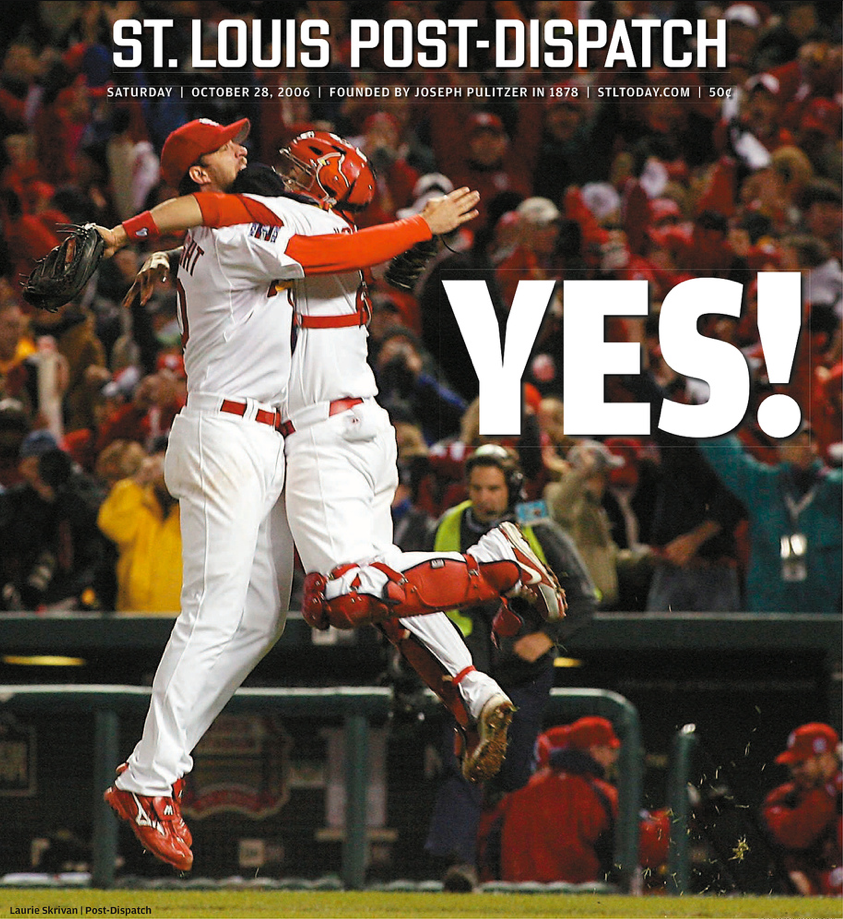 ST. LOUIS POST-DISPATCH
SATURDAY | OCTOBER 28, 2006 | FOUNDED BY JOSEPH PULITZER IN 1878 | STLTODAY.COM | 50¢
YES!
Laurie Skrivan | Post-Dispatch